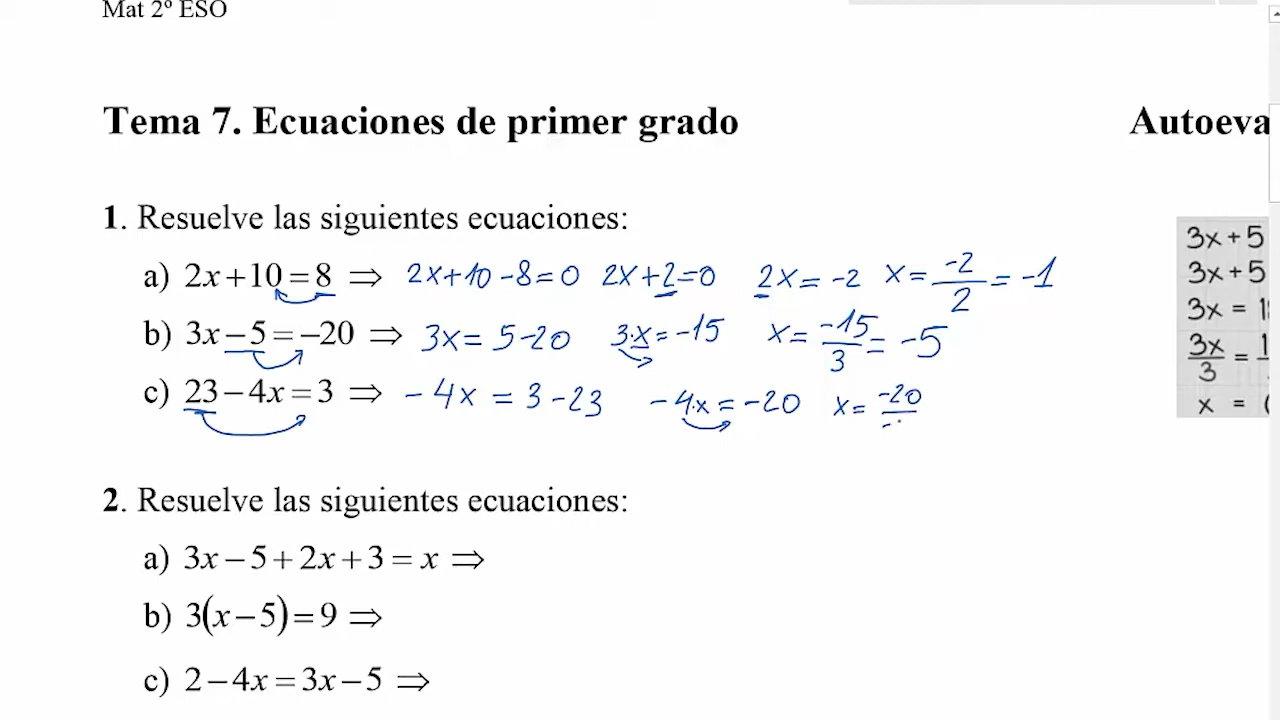 Mat 2º ESO
Tema 7. Ecuaciones de primer grado
Autoeva
1. Resuelve las siguientes ecuaciones:
a) 2x+10=8 ⇒ 2x+10-8=0 2x+2=0 2x=-2 x=-2/2=-1
b) 3x-5=-20 ⇒ 3x=5-20 3·x=-15 x=-15/3=-5
c) 23-4x=3 ⇒ -4x=3-23 -4·x=-20 x=-20/-
2. Resuelve las siguientes ecuaciones:
a) 3x-5+2x+3=x ⇒
b) 3(x-5)=9 ⇒
c) 2-4x=3x-5 ⇒
3x+5
3x+5
3x = 1
3x/3 = 1
x =